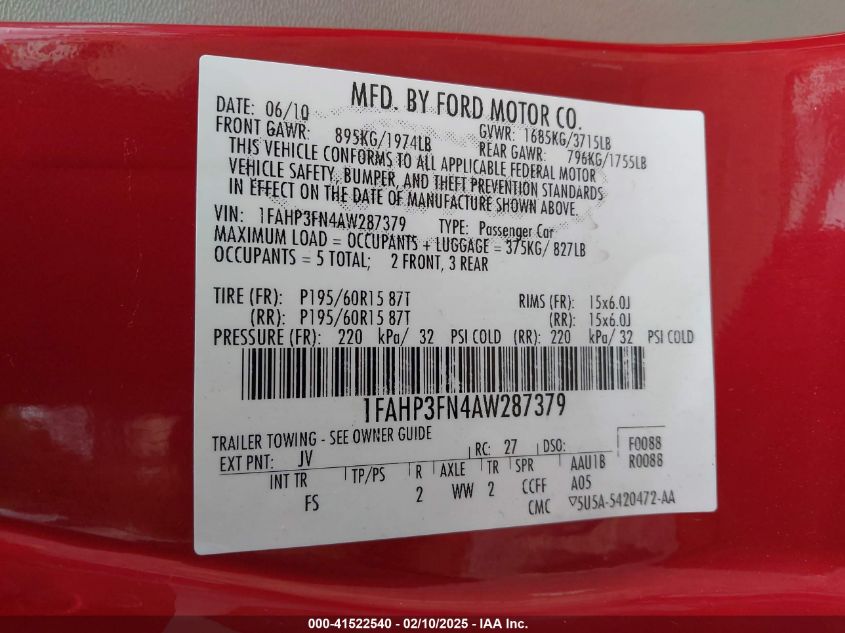 MFD. BY FORD MOTOR CO.
DATE: 06/10 GVWR: 1685KG/3715LB
FRONT GAWR: 895KG/1974LB REAR GAWR: 796KG/1755LB
THIS VEHICLE CONFORMS TO ALL APPLICABLE FEDERAL MOTOR
VEHICLE SAFETY, BUMPER, AND THEFT PREVENTION STANDARDS
IN EFFECT ON THE DATE OF MANUFACTURE SHOWN ABOVE.
VIN: 1FAHP3FN4AW287379 TYPE: Passenger Car
MAXIMUM LOAD = OCCUPANTS + LUGGAGE = 375KG/ 827LB
OCCUPANTS = 5 TOTAL; 2 FRONT, 3 REAR
TIRE (FR): P195/60R15 87T RIMS (FR): 15x6.0J
(RR): P195/60R15 87T (RR): 15x6.0J
PRESSURE (FR): 220 kPa/ 32 PSI COLD (RR): 220 kPa/ 32 PSI COLD
1FAHP3FN4AW287379
TRAILER TOWING - SEE OWNER GUIDE
EXT PNT: JV RC: 27 DSO: F0088
R0088
INT TR TP/PS R AXLE TR SPR AAU1B
FS 2 WW 2 CCFF A05
CMC 5U5A-5420472-AA
000-41522540 - 02/10/2025 - IAA Inc.